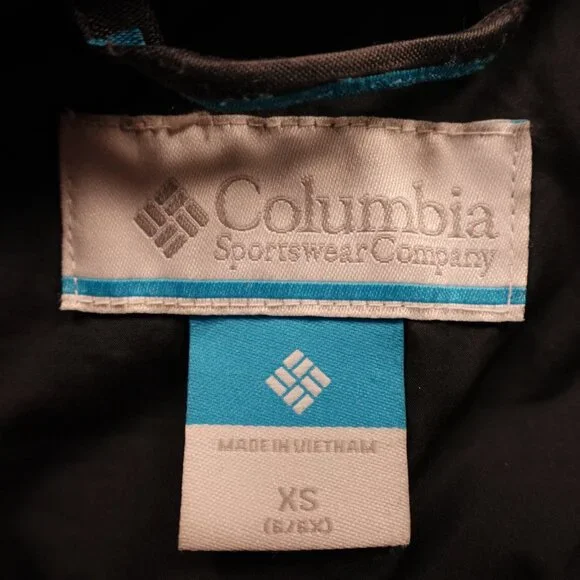 Columbia
Sportswear Company
MADE IN VIETNAM
XS
(6/6X)